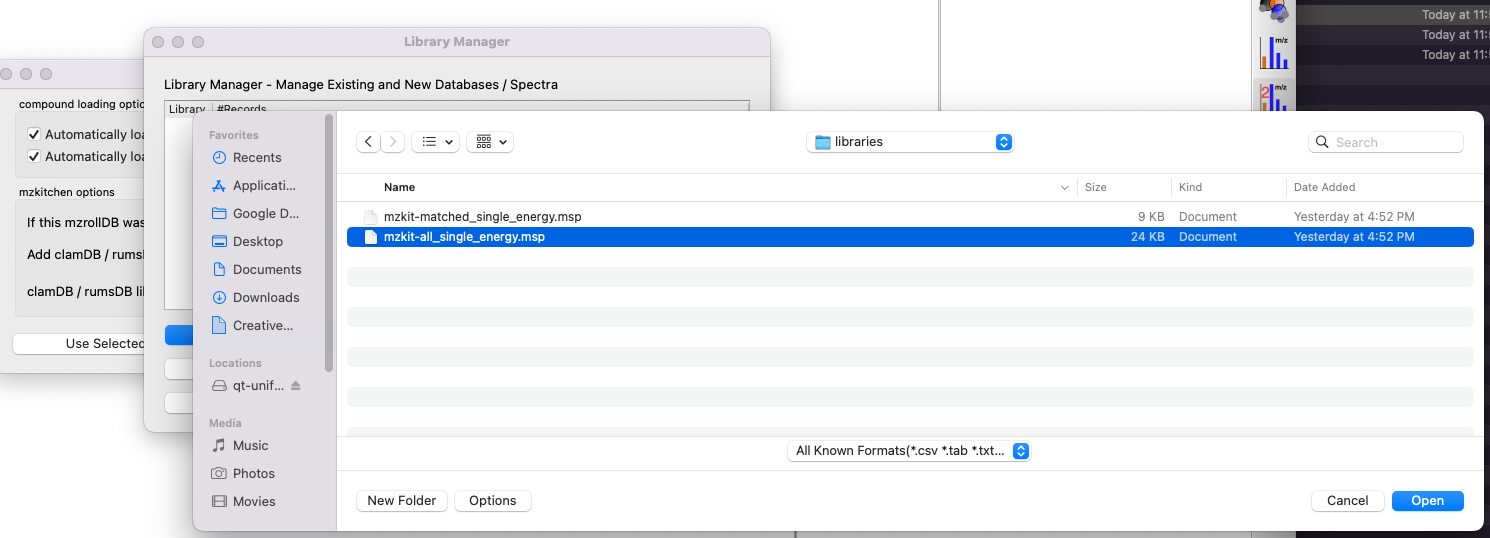 Library Manager
Today at 11:
Today at 11:
Today at 11:
m/z
2 m/z
Library Manager - Manage Existing and New Databases / Spectra
Library #Records
compound loading optio
Automatically loa
Automatically loa
mzkitchen options
If this mzrollDB was
Add clamDB / rumsDB
clamDB / rumsDB li
Use Selected
Favorites
Recents
Applicati...
Google D...
Desktop
Documents
Downloads
Creative...
Locations
qt-unif...
Media
Music
Photos
Movies
libraries
Search
Name Size Kind Date Added
mzkit-matched_single_energy.msp 9 KB Document Yesterday at 4:52 PM
mzkit-all_single_energy.msp 24 KB Document Yesterday at 4:52 PM
All Known Formats(*.csv *.tab *.txt...
New Folder Options Cancel Open